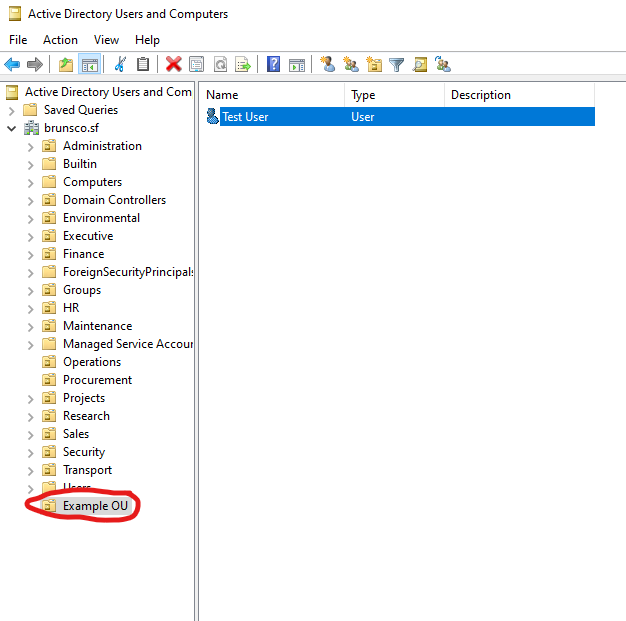 Active Directory Users and Computers
File Action View Help
Active Directory Users and Com
Saved Queries
brunsco.sf
Administration
Builtin
Computers
Domain Controllers
Environmental
Executive
Finance
ForeignSecurityPrincipals
Groups
HR
Maintenance
Managed Service Accour
Operations
Procurement
Projects
Research
Sales
Security
Transport
Users
Example OU
Name Type Description
Test User User